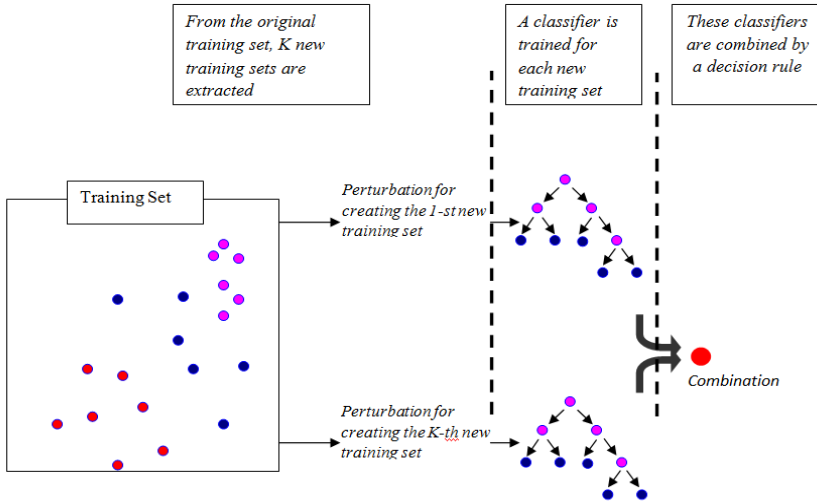 From the original
training set, K new
training sets are
extracted
A classifier is
trained for
each new
training set
These classifiers
are combined by
a decision rule
Training Set
Perturbation for
creating the 1-st new
training set
Combination
Perturbation for
creating the K-th new
training set